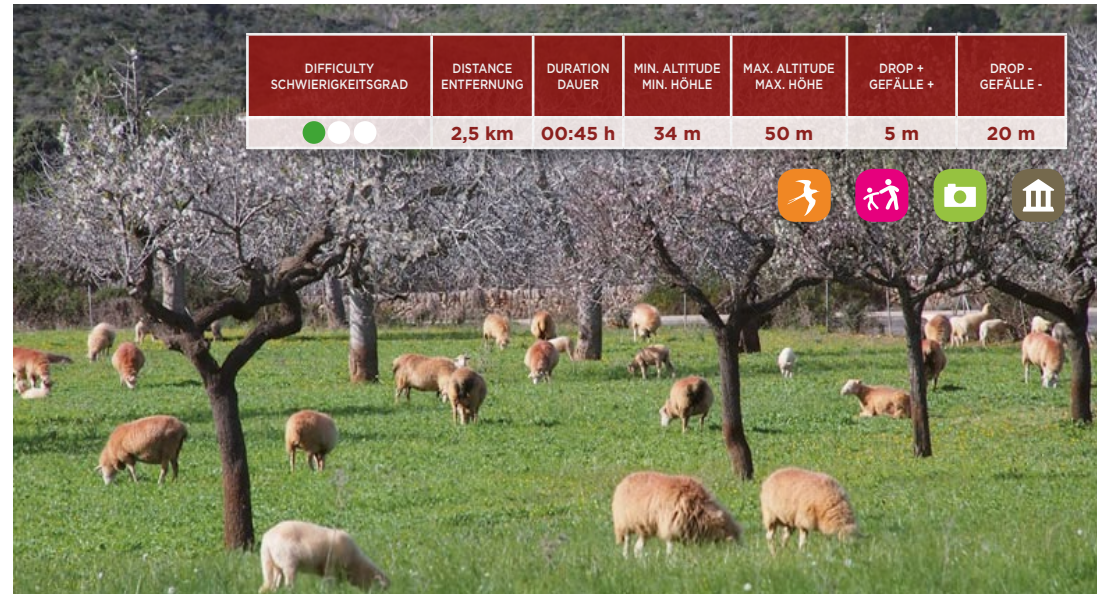 DIFFICULTY
SCHWIERIGKEITSGRAD
DISTANCE
ENTFERNUNG
DURATION
DAUER
MIN. ALTITUDE
MIN. HÖHLE
MAX. ALTITUDE
MAX. HÖHE
DROP +
GEFÄLLE +
DROP -
GEFÄLLE -
2,5 km
00:45 h
34 m
50 m
5 m
20 m